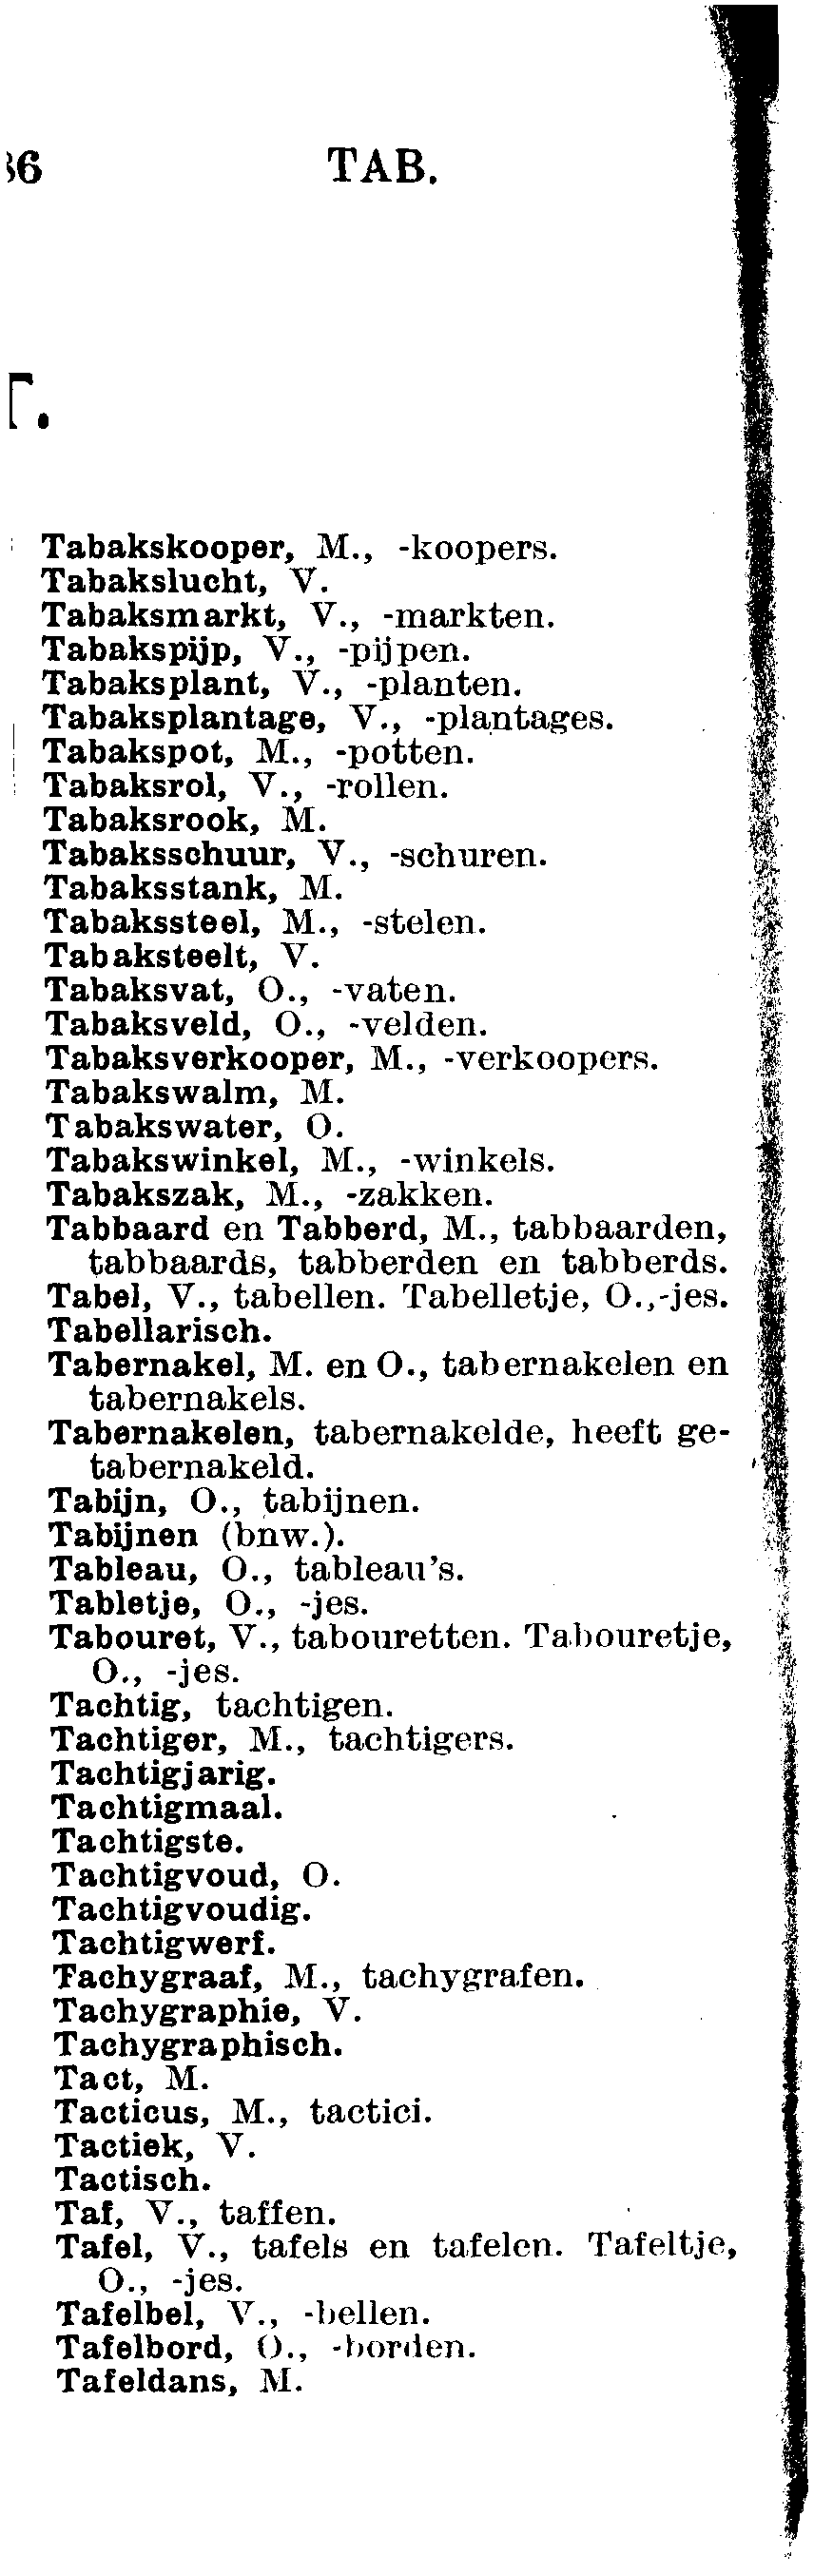 36 TAB.
T.
Tabakskooper, M., -koopers.
Tabakslucht, V.
Tabaksmarkt, V., -markten.
Tabakspijp, V., -pijpen.
Tabaksplant, V., -planten.
Tabaksplantage, V., -plantages.
Tabakspot, M., -potten.
Tabaksrol, V., -rollen.
Tabaksrook, M.
Tabaksschuur, V., -schuren.
Tabaksstank, M.
Tabakssteel, M., -stelen.
Tabaksteelt, V.
Tabaksvat, O., -vaten.
Tabaksveld, O., -velden.
Tabaksverkooper, M., -verkoopers.
Tabakswalm, M.
Tabakswater, O.
Tabakswinkel, M., -winkels.
Tabakszak, M., -zakken.
Tabbaard en Tabberd, M., tabbaarden,
tabbaards, tabberden en tabberds.
Tabel, V., tabellen. Tabelletje, O.,-jes.
Tabellarisch.
Tabernakel, M. en O., tabernakelen en
tabernakels.
Tabernakelen, tabernakelde, heeft ge-
tabernakeld.
Tabijn, O., tabijnen.
Tabijnen (bnw.).
Tableau, O., tableau's.
Tabletje, O., -jes.
Tabouret, V., tabouretten. Tabouretje,
O., -jes.
Tachtig, tachtigen.
Tachtiger, M., tachtigers.
Tachtigjarig.
Tachtigmaal.
Tachtigste.
Tachtigvoud, O.
Tachtigvoudig.
Tachtigwerf.
Tachygraaf, M., tachygrafen.
Tachygraphie, V.
Tachygraphisch.
Tact, M.
Tacticus, M., tactici.
Tactiek, V.
Tactisch.
Taf, V., taffen.
Tafel, V., tafels en tafelen. Tafeltje,
O., -jes.
Tafelbel, V., -bellen.
Tafelbord, O., -borden.
Tafeldans, M.